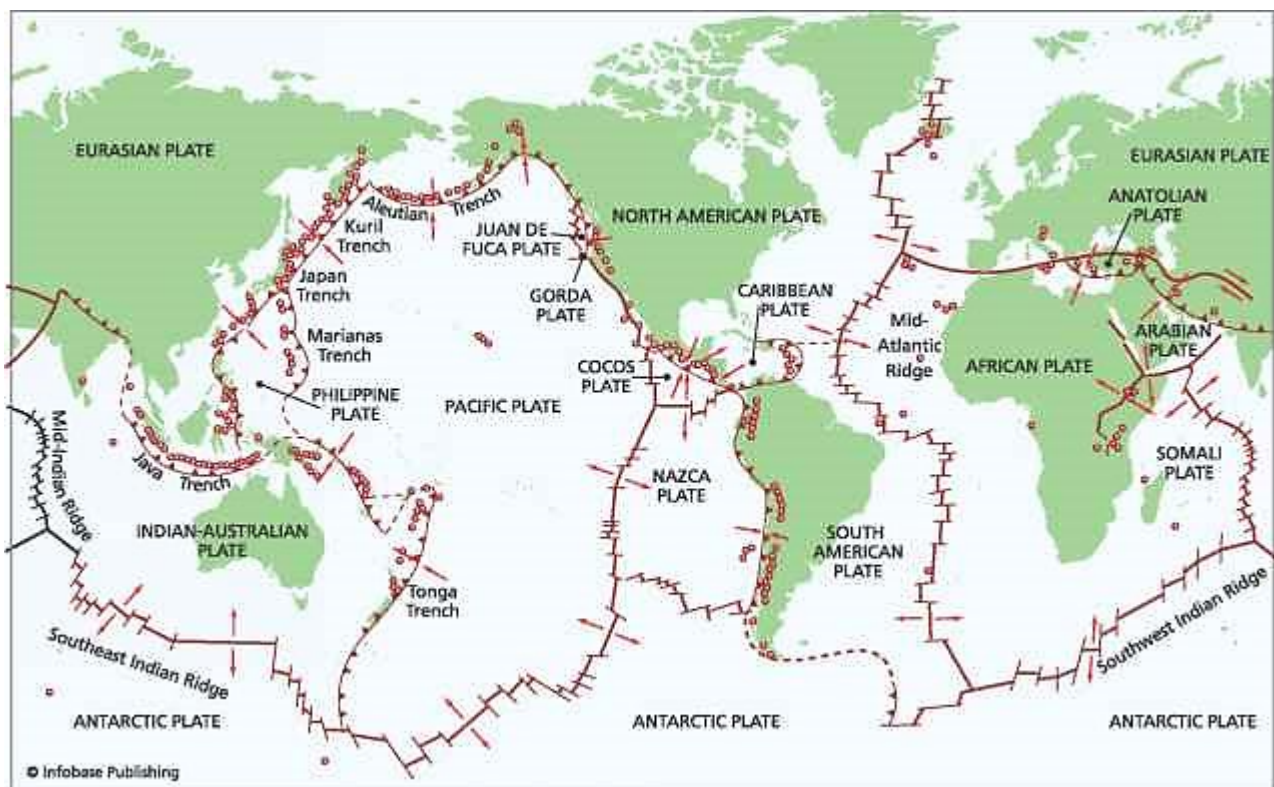 EURASIAN PLATE
EURASIAN PLATE
ANATOLIAN
PLATE
NORTH AMERICAN PLATE
Aleutian
Trench
Kuril
Trench
JUAN DE
FUCA PLATE
Japan
Trench
GORDA
PLATE
CARIBBEAN
PLATE
Mid-
Atlantic
Ridge
ARABIAN
PLATE
Marianas
Trench
COCOS
PLATE
AFRICAN PLATE
PHILIPPINE
PLATE
PACIFIC PLATE
Mid-Indian Ridge
Java Trench
NAZCA
PLATE
SOMALI
PLATE
INDIAN-AUSTRALIAN
PLATE
SOUTH
AMERICAN
PLATE
Tonga
Trench
Southeast Indian Ridge
Southwest Indian Ridge
ANTARCTIC PLATE
ANTARCTIC PLATE
ANTARCTIC PLATE
© Infobase Publishing